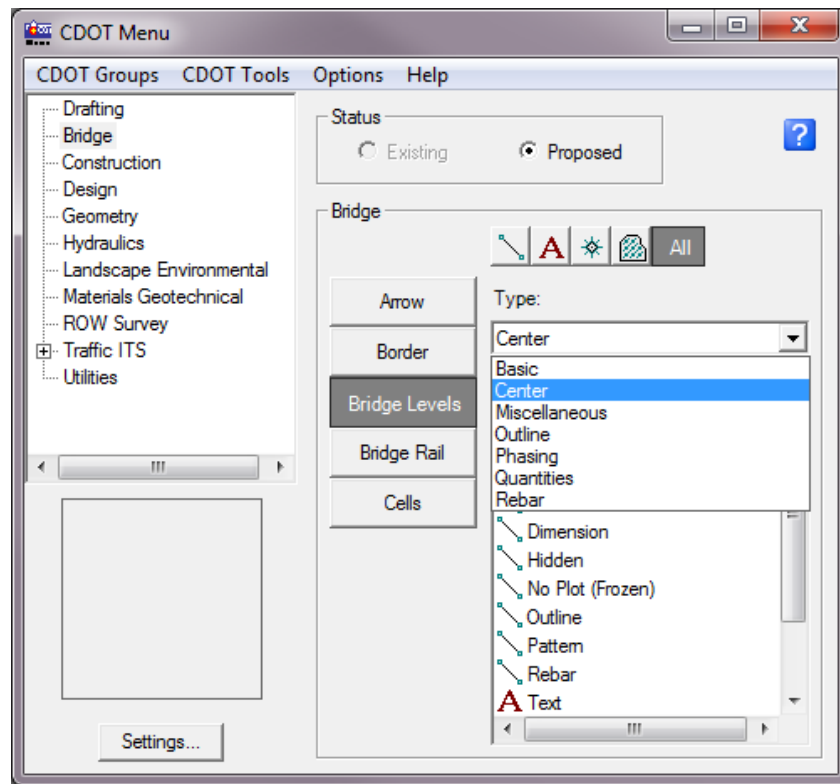 CDOT Menu
CDOT Groups CDOT Tools Options Help
Drafting
Bridge
Construction
Design
Geometry
Hydraulics
Landscape Environmental
Materials Geotechnical
ROW Survey
Traffic ITS
Utilities
Settings...
Status
Existing Proposed
?
Bridge
A All
Arrow
Border
Bridge Levels
Bridge Rail
Cells
Type:
Center
Basic
Center
Miscellaneous
Outline
Phasing
Quantities
Rebar
Dimension
Hidden
No Plot (Frozen)
Outline
Pattern
Rebar
A Text